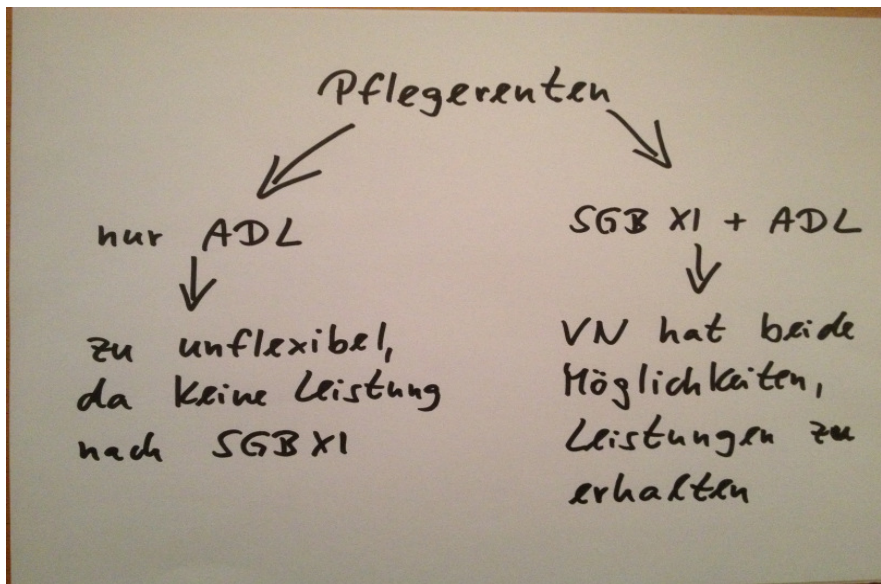 Pflegerenten
nur ADL
zu unflexibel,
da keine Leistung
nach SGB XI
SGB XI + ADL
VN hat beide
Möglichkeiten,
Leistungen zu
erhalten